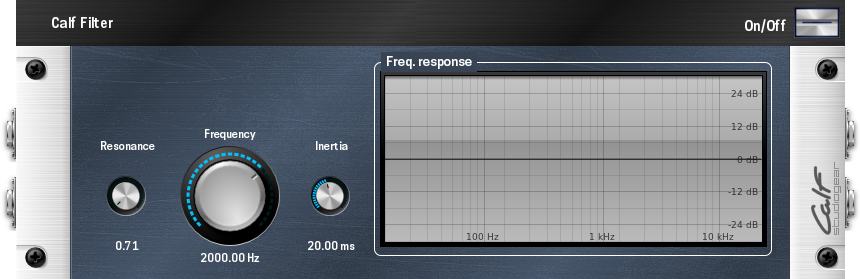 Calf Filter
On/Off
Freq. response
24 dB
12 dB
0 dB
-12 dB
-24 dB
100 Hz
1 kHz
10 kHz
Resonance
0.71
Frequency
2000.00 Hz
Inertia
20.00 ms
Calf
studiogear